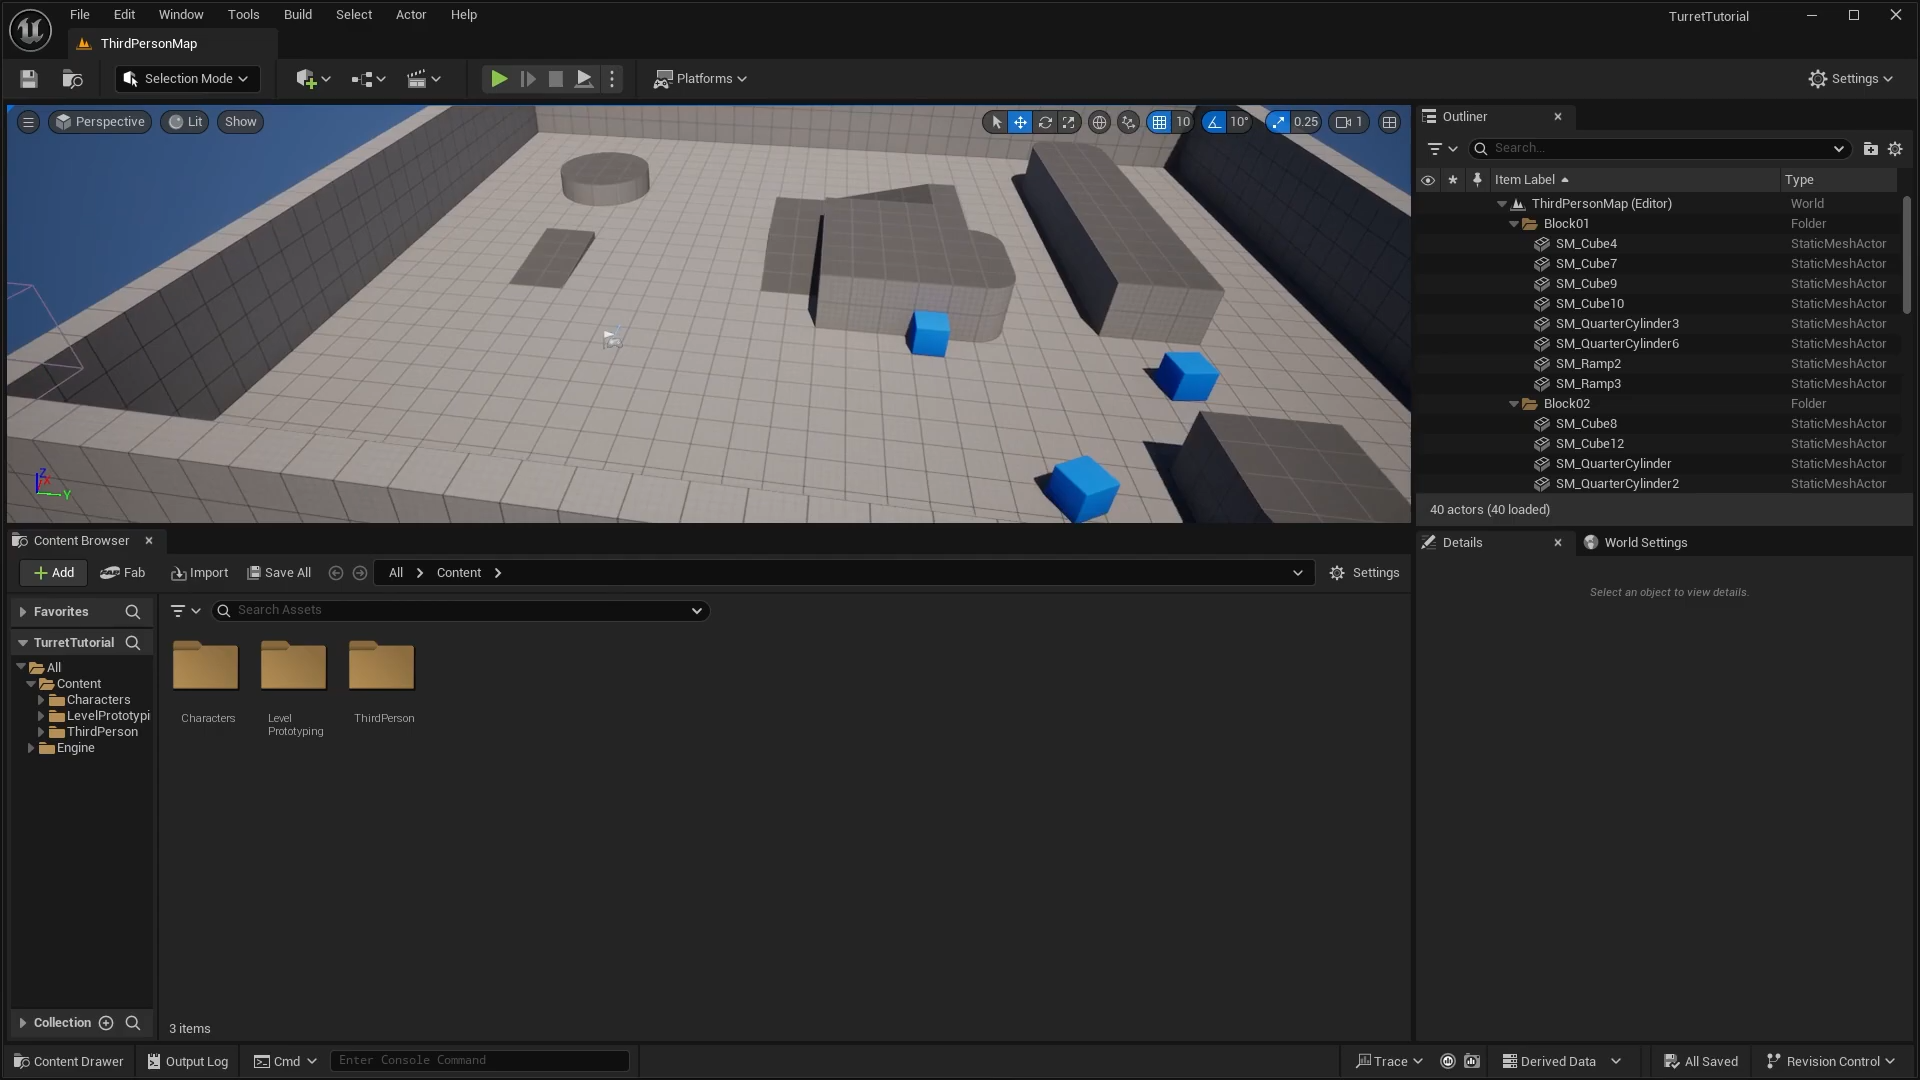 File Edit Window Tools Build Select Actor Help
TurretTutorial
ThirdPersonMap
Selection Mode
Platforms
Settings
Perspective Lit Show
10 10° 0.25 1
Outliner
Search...
Item Label Type
ThirdPersonMap (Editor) World
Block01 Folder
SM_Cube4 StaticMeshActor
SM_Cube7 StaticMeshActor
SM_Cube9 StaticMeshActor
SM_Cube10 StaticMeshActor
SM_QuarterCylinder3 StaticMeshActor
SM_QuarterCylinder6 StaticMeshActor
SM_Ramp2 StaticMeshActor
SM_Ramp3 StaticMeshActor
Block02 Folder
SM_Cube8 StaticMeshActor
SM_Cube12 StaticMeshActor
SM_QuarterCylinder StaticMeshActor
SM_QuarterCylinder2 StaticMeshActor
40 actors (40 loaded)
Z
X
Y
Details
World Settings
Select an object to view details.
Content Browser
Add Fab Import Save All All Content Settings
Favorites
Search Assets
TurretTutorial
All
Content
Characters
LevelPrototypi
ThirdPerson
Engine
Characters
Level
Prototyping
ThirdPerson
Collection
3 items
Content Drawer Output Log Cmd Enter Console Command Trace Derived Data All Saved Revision Control